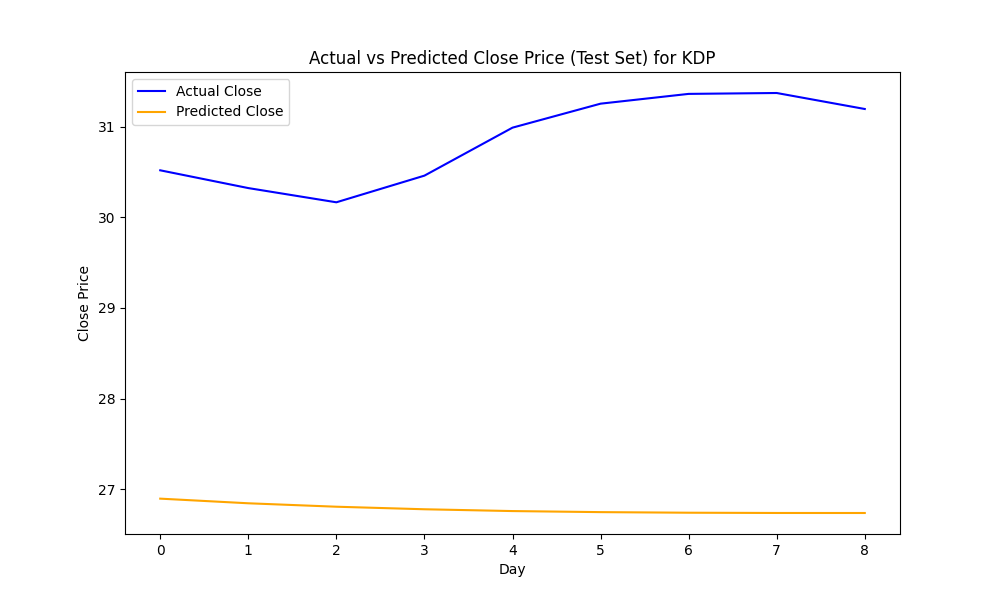 Actual vs Predicted Close Price (Test Set) for KDP
Actual Close
Predicted Close
31
30
29
28
27
Close Price
0 1 2 3 4 5 6 7 8
Day